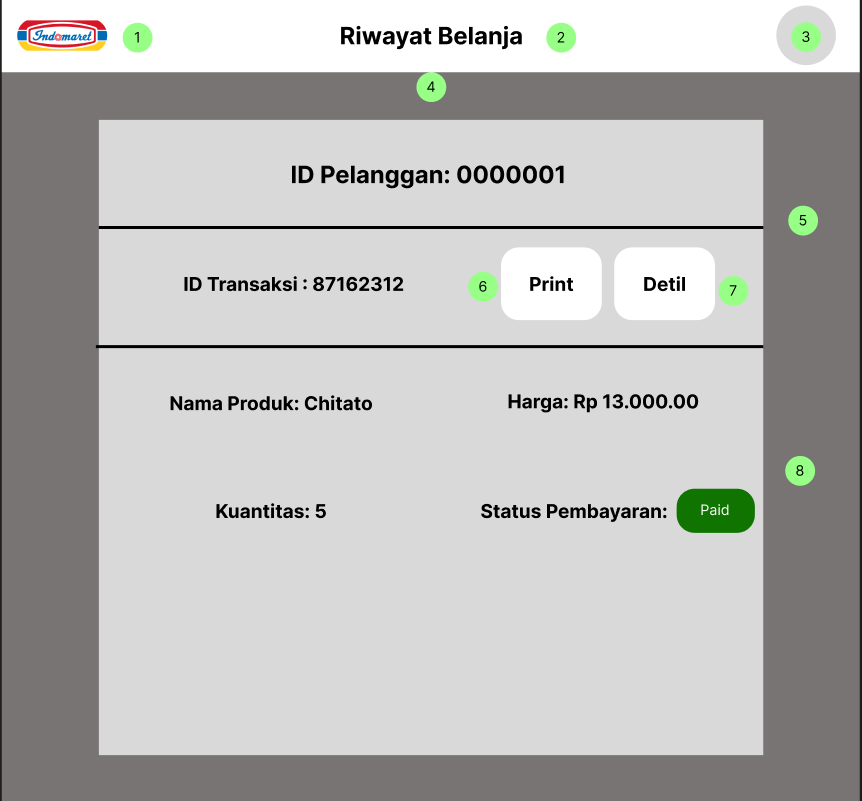 Indomaret
1
Riwayat Belanja
2
3
4
ID Pelanggan: 0000001
5
ID Transaksi : 87162312
6
Print
Detil
7
Nama Produk: Chitato
Harga: Rp 13.000.00
8
Kuantitas: 5
Status Pembayaran:
Paid